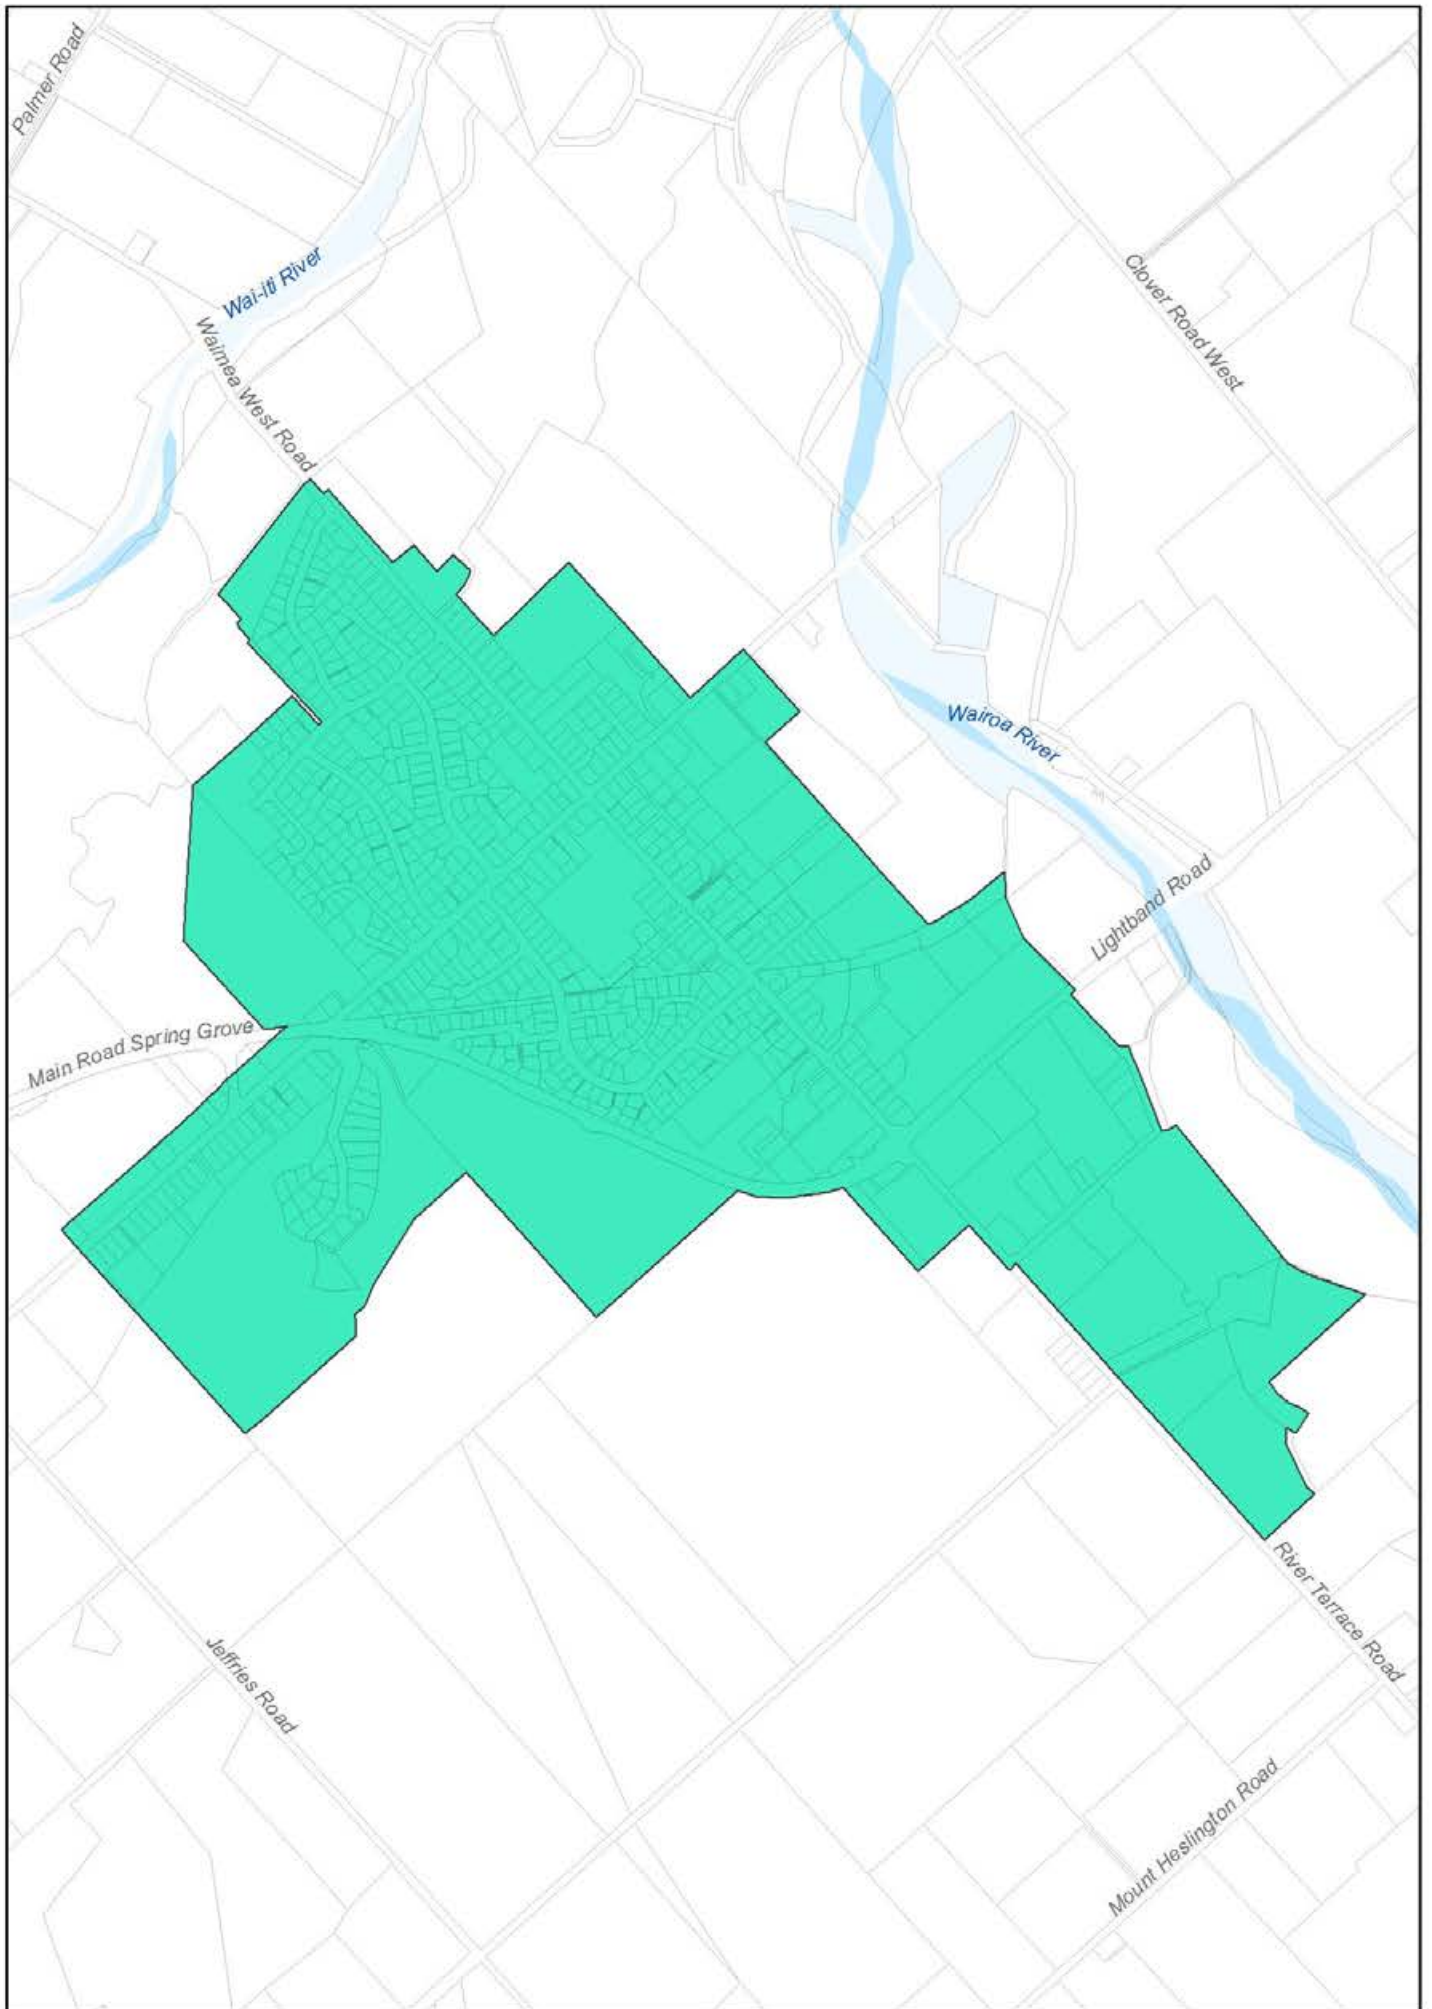 Palmer Road
Wai-iti River
Waimea West Road
Clover Road West
Wairoa River
Lightband Road
Main Road Spring Grove
River Terrace Road
Jeffries Road
Mount Heslington Road